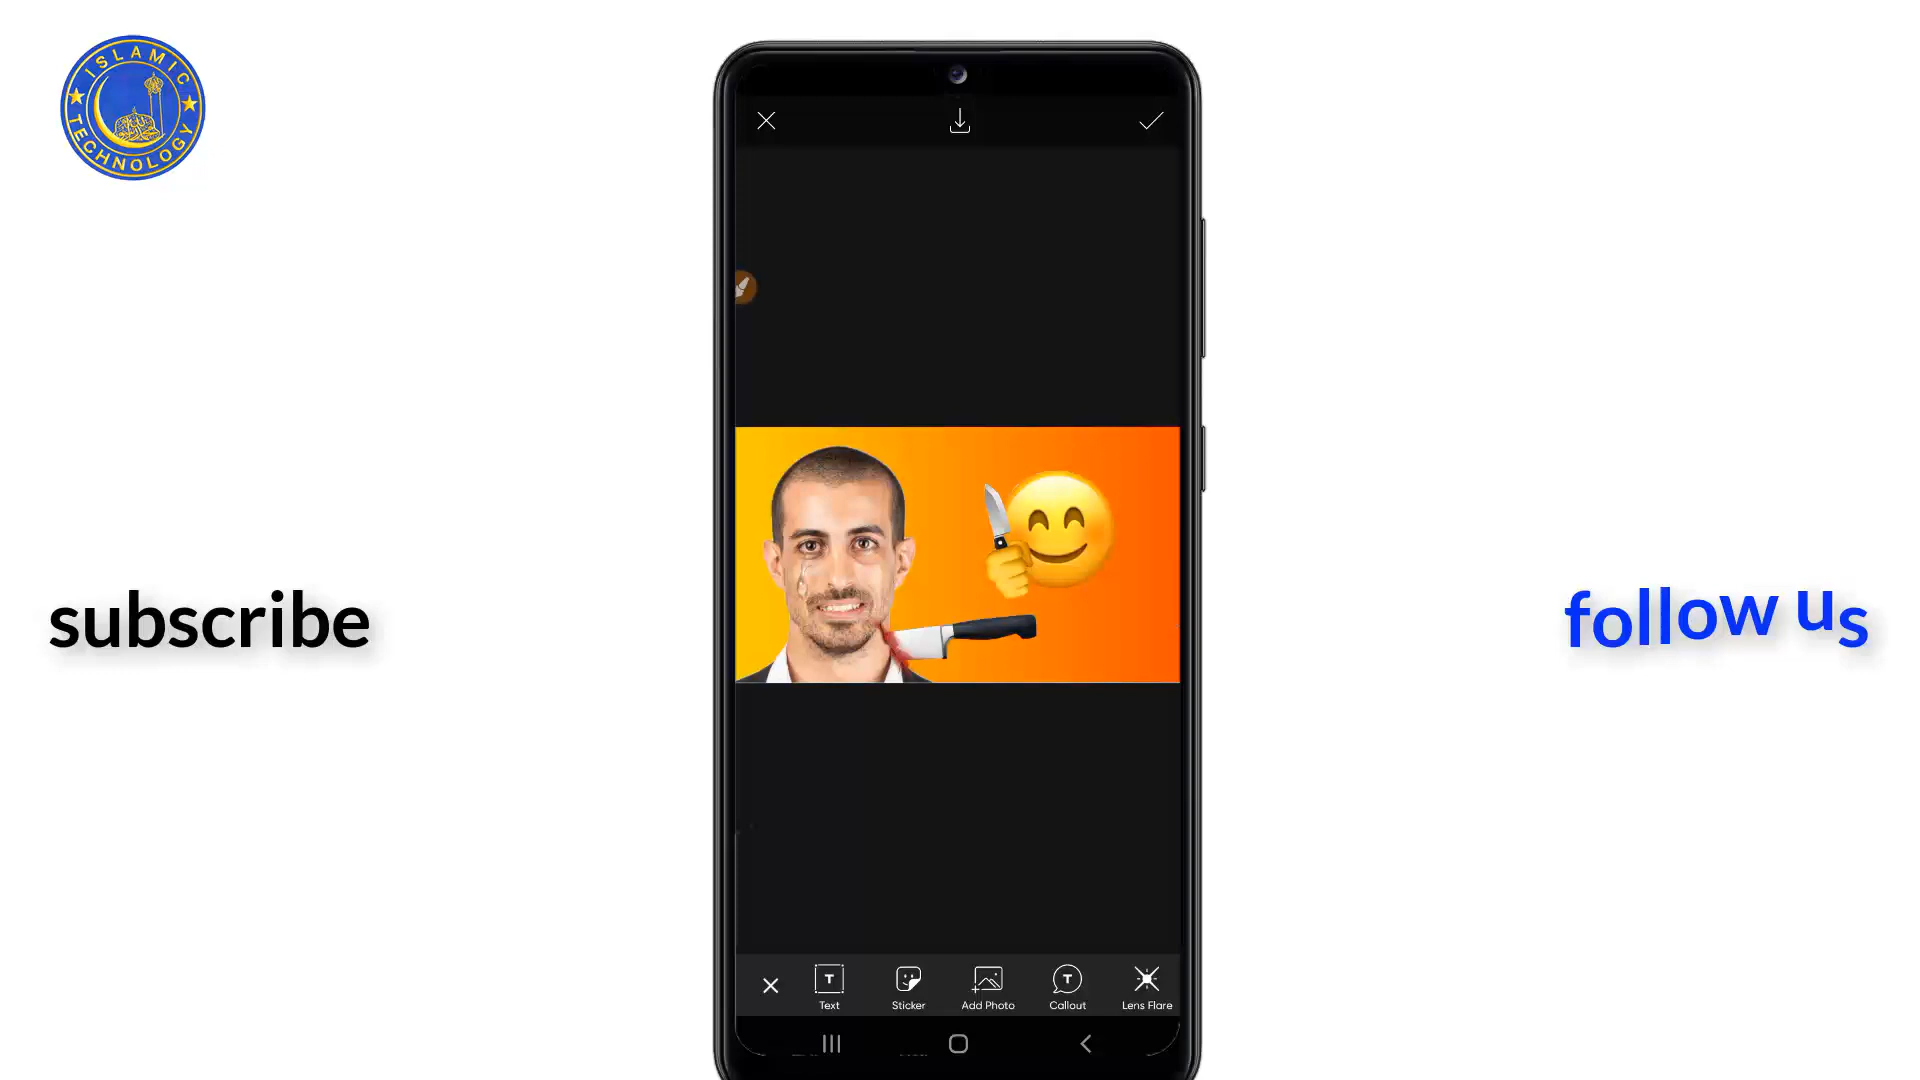 ISLAMIC
TECHNOLOGY
subscribe
follow us
Text
Sticker
Add Photo
Callout
Lens Flare